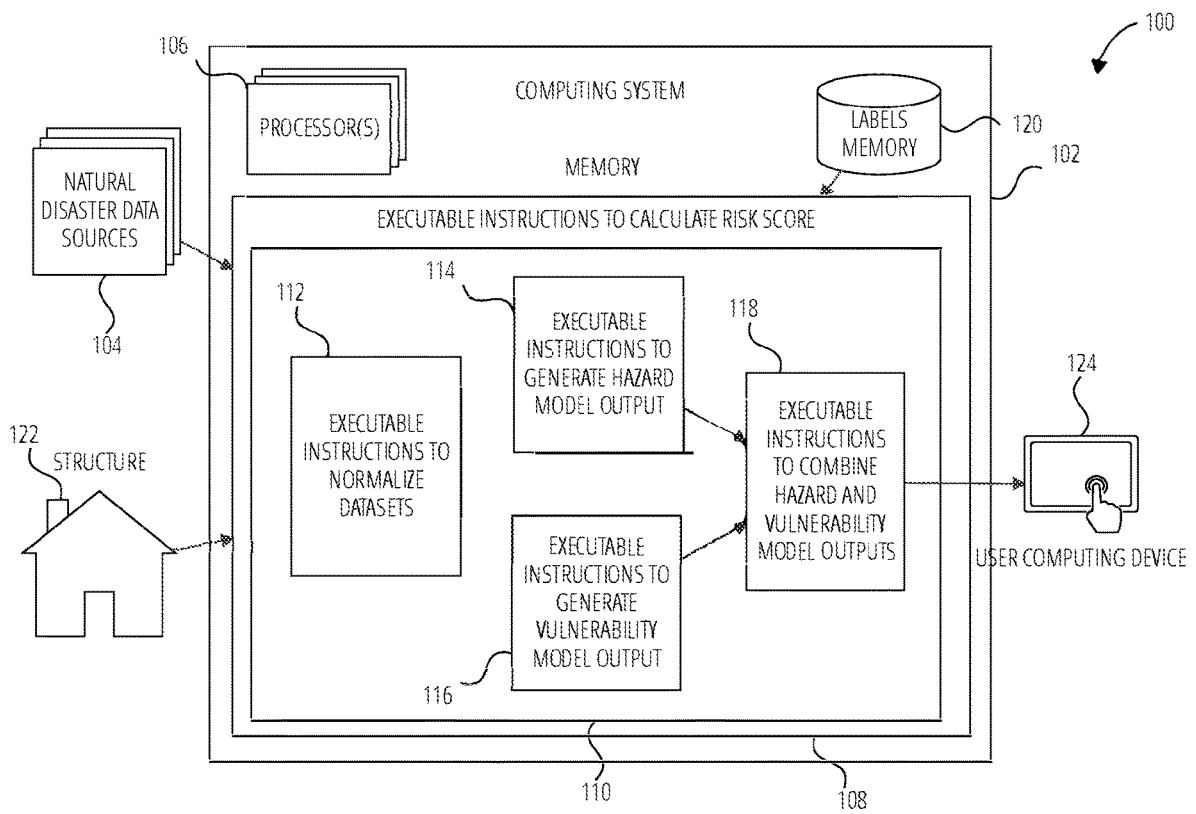 100
106
COMPUTING SYSTEM
PROCESSOR(S)
LABELS
MEMORY
120
102
MEMORY
NATURAL
DISASTER DATA
SOURCES
104
EXECUTABLE INSTRUCTIONS TO CALCULATE RISK SCORE
112
EXECUTABLE
INSTRUCTIONS TO
NORMALIZE
DATASETS
114
EXECUTABLE
INSTRUCTIONS TO
GENERATE HAZARD
MODEL OUTPUT
118
EXECUTABLE
INSTRUCTIONS
TO COMBINE
HAZARD AND
VULNERABILITY
MODEL OUTPUTS
124
USER COMPUTING DEVICE
122
STRUCTURE
EXECUTABLE
INSTRUCTIONS TO
GENERATE
VULNERABILITY
MODEL OUTPUT
116
110
108